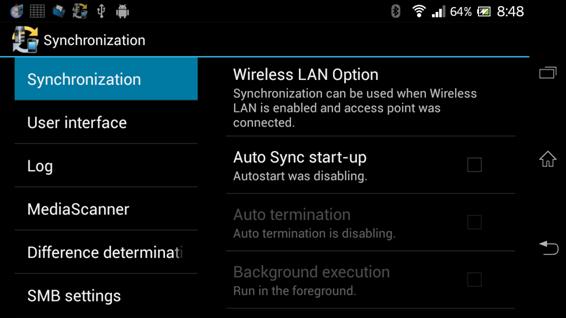 64% 8:48
Synchronization
Synchronization
User interface
Log
MediaScanner
Difference determinati
SMB settings
Wireless LAN Option
Synchronization can be used when Wireless
LAN is enabled and access point was
connected.
Auto Sync start-up
Autostart was disabling.
Auto termination
Auto termination is disabling.
Background execution
Run in the foreground.